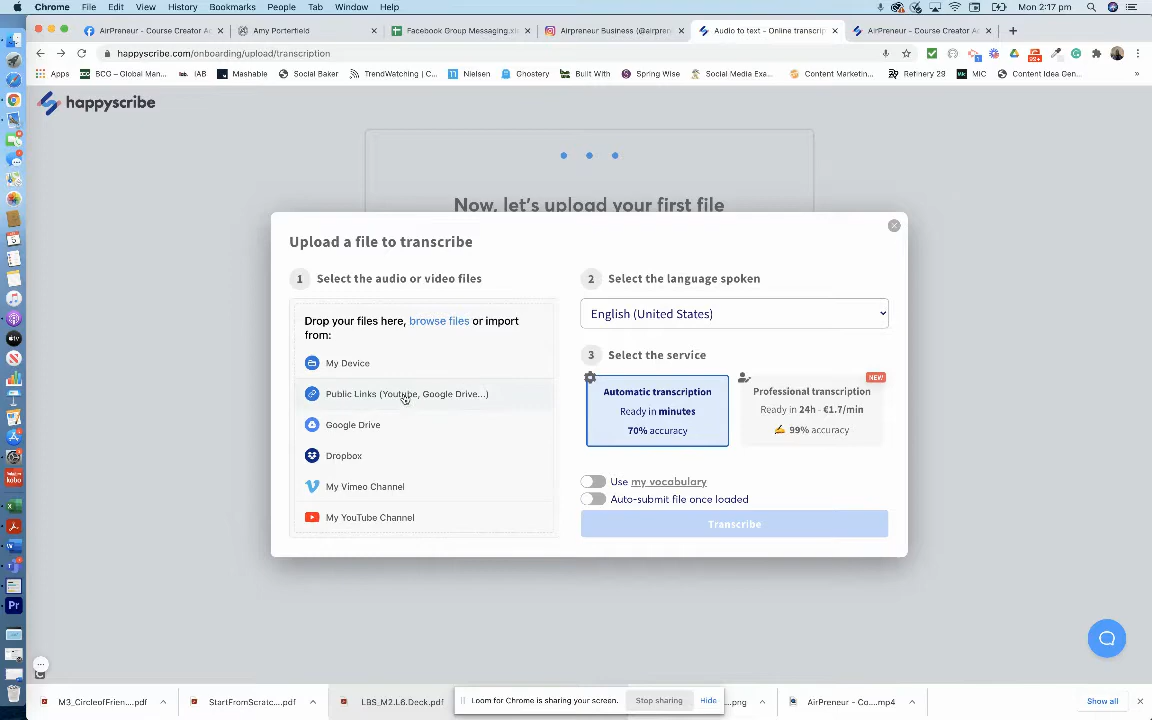 Chrome File Edit View History Bookmarks People Tab Window Help Mon 2:17 pm
AirPreneur - Course Creator Ac Amy Porterfield Facebook Group Messaging.xl Airpreneur Business (@airpren Audio to text - Online transcrip AirPreneur - Course Creator Ac
happyscribe.com/onboarding/upload/transcription
Apps BCG - Global Man... IAB Mashable Social Baker TrendWatching | C... Nielsen Ghostery Built With Spring Wise Social Media Exa... Content Marketin... Refinery 29 MIC Content Idea Gen...
happyscribe
Now, let's upload your first file
Upload a file to transcribe
1 Select the audio or video files
Drop your files here, browse files or import
from:
My Device
Public Links (Youtube, Google Drive...)
Google Drive
Dropbox
My Vimeo Channel
My YouTube Channel
2 Select the language spoken
English (United States)
3 Select the service
NEW
Automatic transcription
Ready in minutes
70% accuracy
Professional transcription
Ready in 24h - €1.7/min
✍️ 99% accuracy
Use my vocabulary
Auto-submit file once loaded
Transcribe
M3_CircleofFrien....pdf StartFromScratc....pdf LBS_M2.L6.Deck.pdf Loom for Chrome is sharing your screen. Stop sharing Hide .png AirPreneur - Co....mp4 Show all